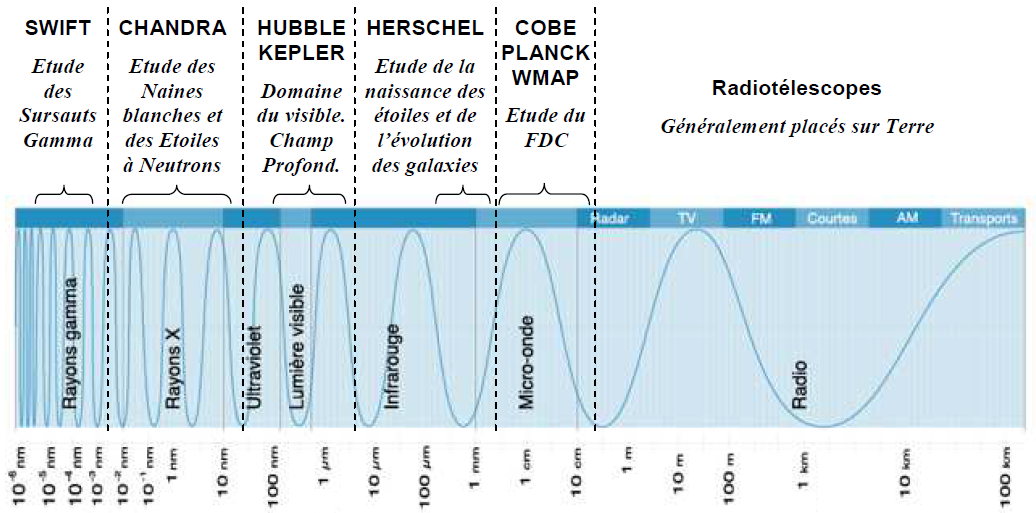 SWIFT
Etude
des
Sursauts
Gamma
CHANDRA
Etude des
Naines
blanches et
des Etoiles
à Neutrons
HUBBLE
KEPLER
Domaine
du visible.
Champ
Profond.
HERSCHEL
Etude de la
naissance des
étoiles et de
l'évolution
des galaxies
COBE
PLANCK
WMAP
Etude du
FDC
Radiotélescopes
Généralement placés sur Terre
Radar
TV
FM
Courtes
AM
Transports
Rayons gamma
Rayons X
Ultraviolet
Lumière visible
Infrarouge
Micro-onde
Radio
10⁻⁶ nm
10⁻⁵ nm
10⁻⁴ nm
10⁻³ nm
10⁻² nm
10⁻¹ nm
1 nm
10 nm
100 nm
1 µm
10 µm
100 µm
1 mm
1 cm
10 cm
1 m
10 m
100 m
1 km
10 km
100 km